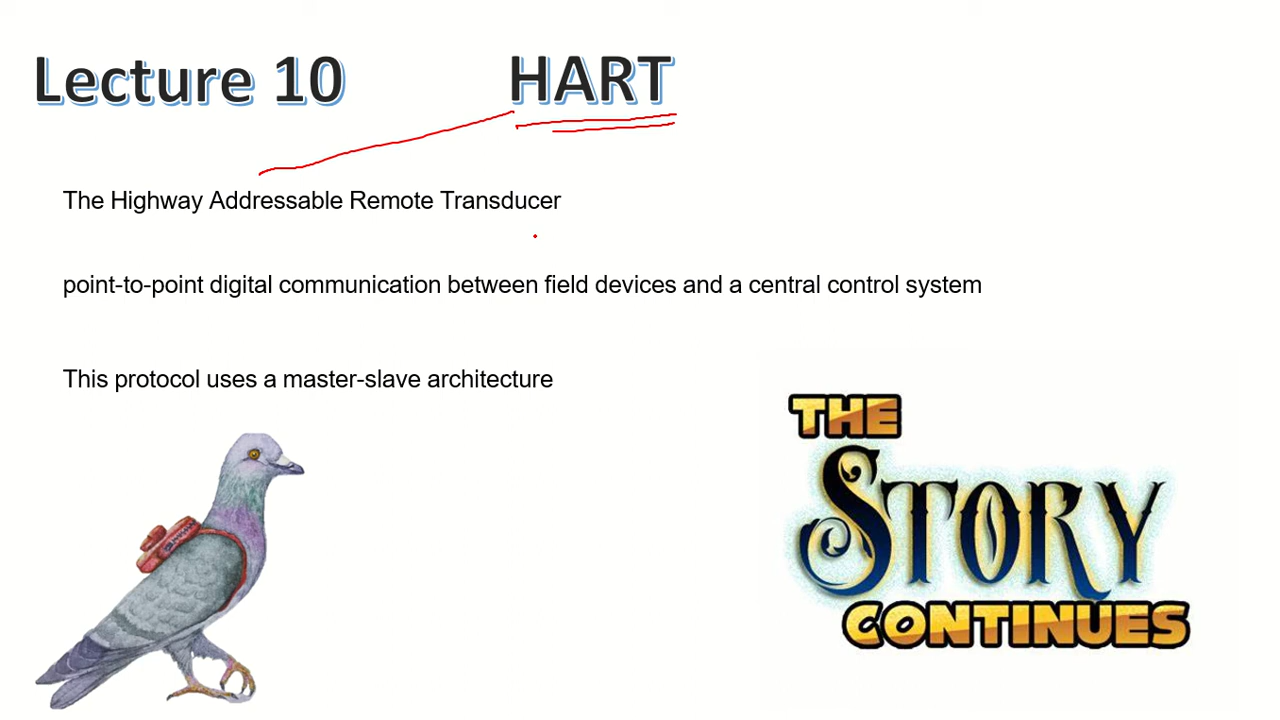 Lecture 10 HART
The Highway Addressable Remote Transducer
point-to-point digital communication between field devices and a central control system
This protocol uses a master-slave architecture
THE
STORY
CONTINUES